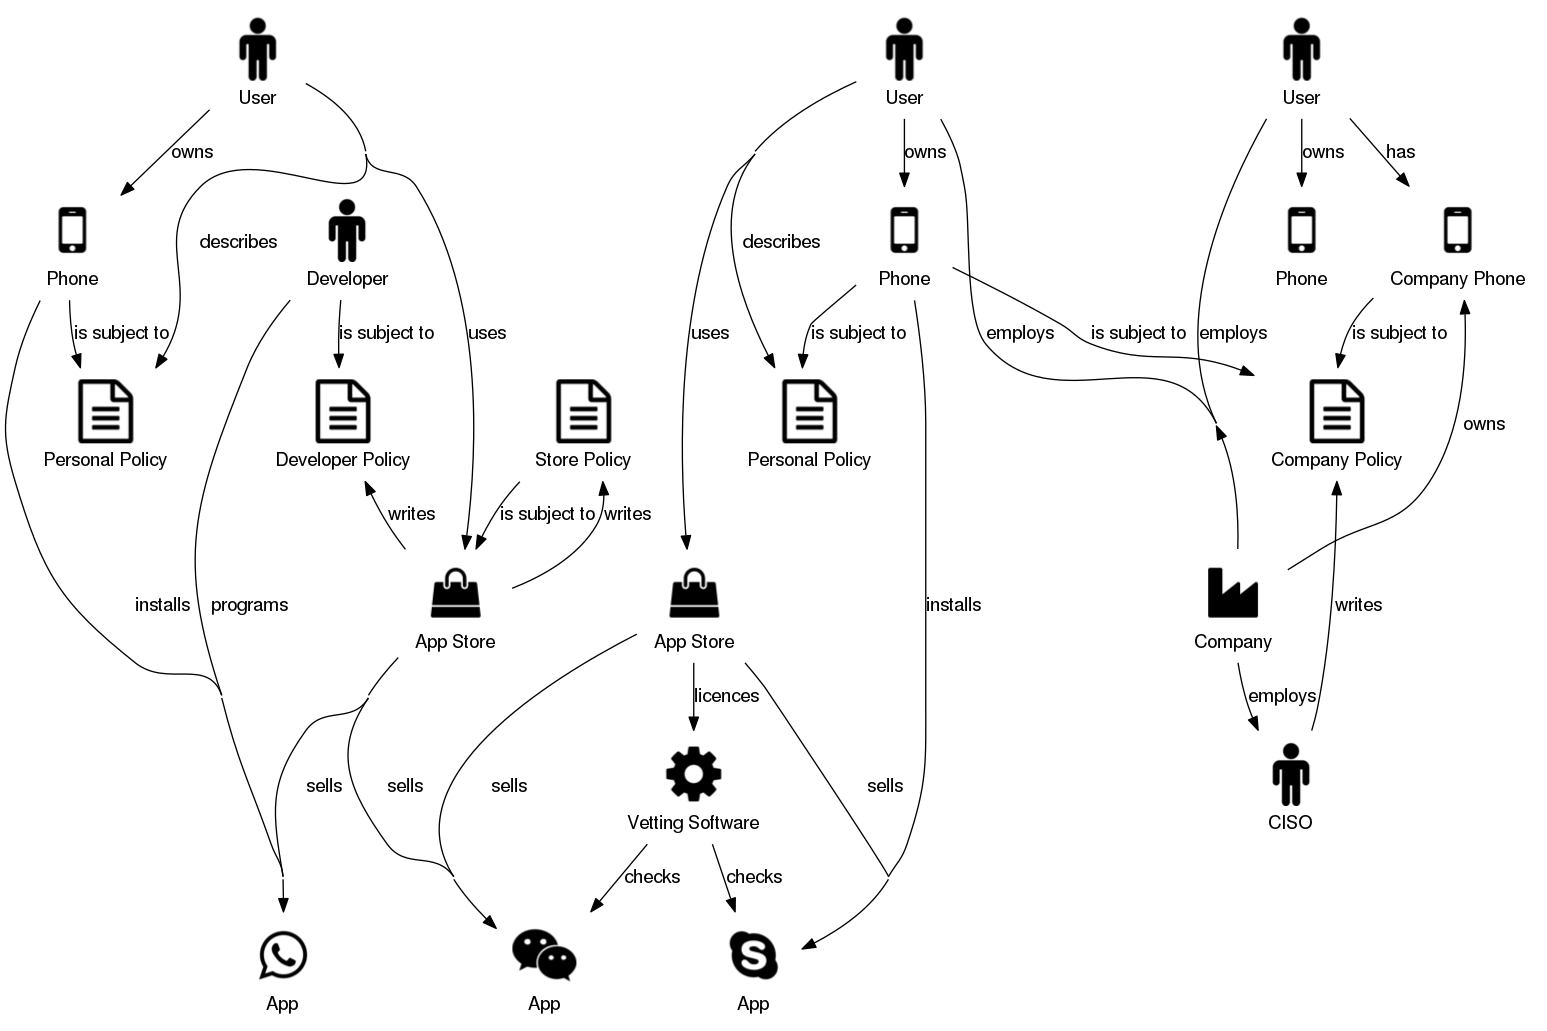 User
User
User
owns
owns
owns
has
describes
describes
Phone
Developer
Phone
Phone
Company Phone
is subject to
is subject to
uses
uses
is subject to
employs
is subject to
employs
is subject to
owns
Personal Policy
Developer Policy
Store Policy
Personal Policy
Company Policy
writes
is subject to
writes
installs
programs
installs
writes
App Store
App Store
Company
licences
employs
sells
sells
sells
sells
Vetting Software
CISO
checks
checks
S
App
App
App